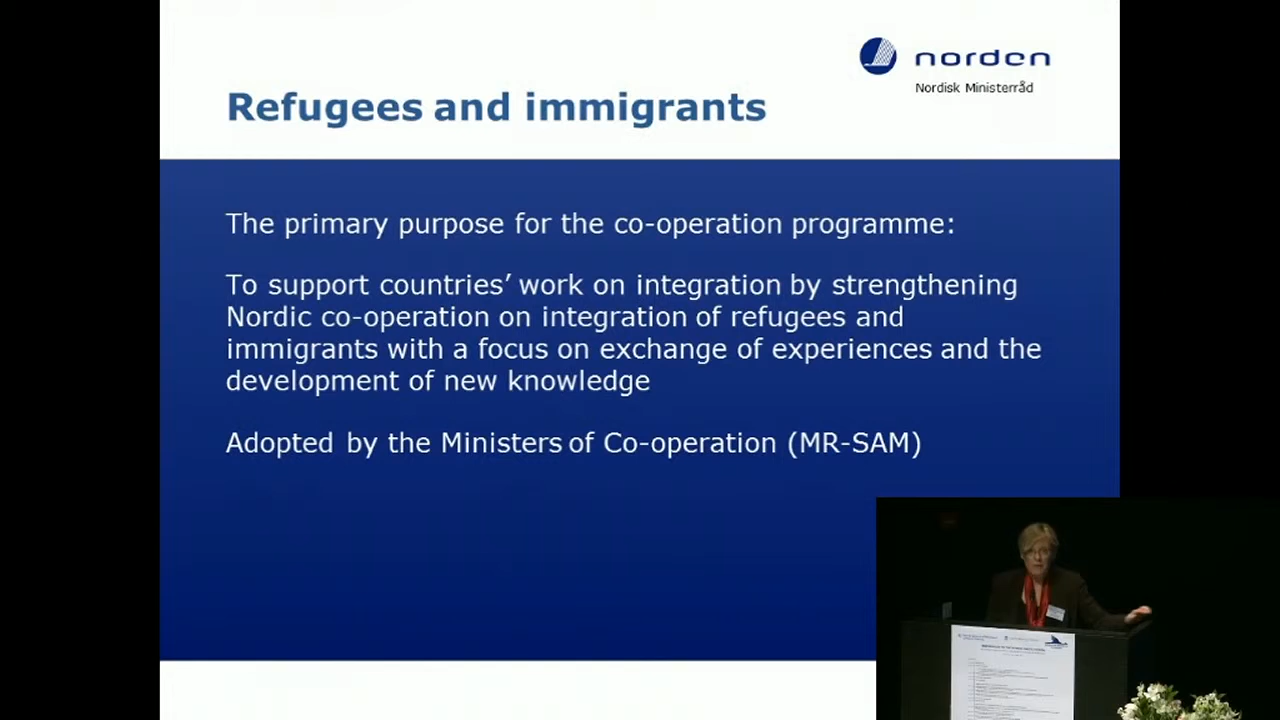 norden
Nordisk Ministerråd
Refugees and immigrants
The primary purpose for the co-operation programme:
To support countries’ work on integration by strengthening
Nordic co-operation on integration of refugees and
immigrants with a focus on exchange of experiences and the
development of new knowledge
Adopted by the Ministers of Co-operation (MR-SAM)